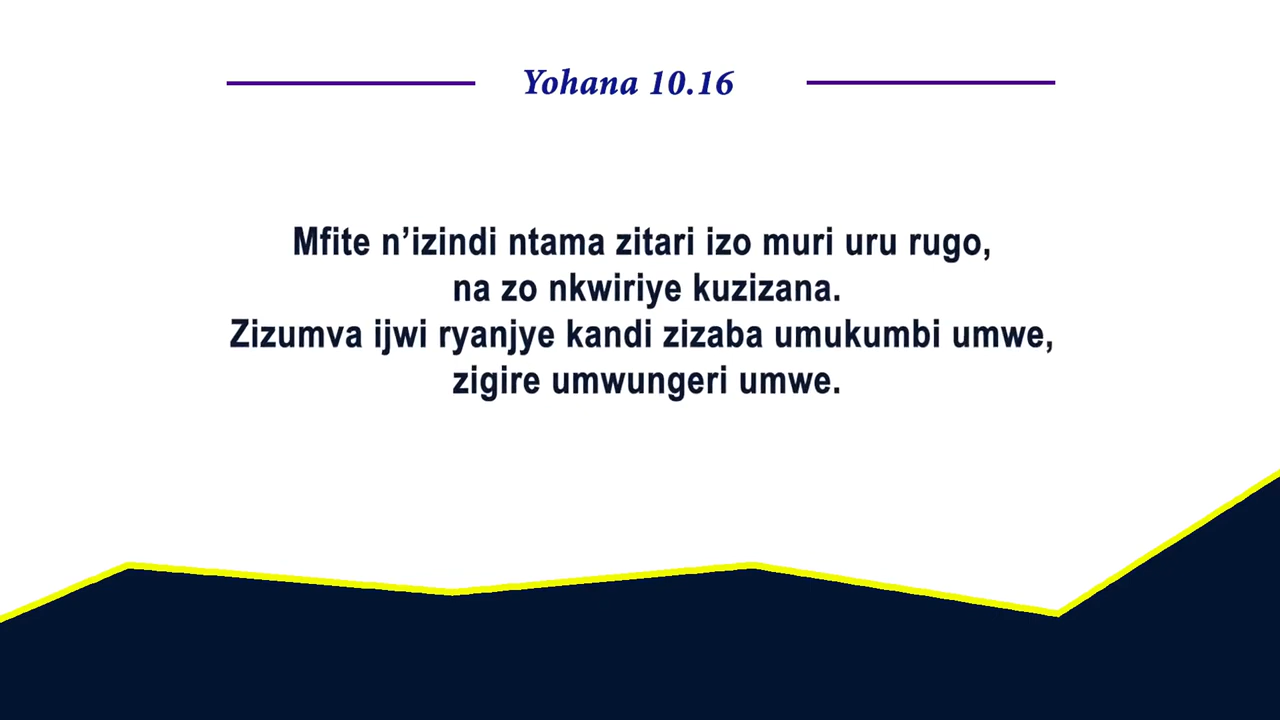 Yohana 10.16
Mfite n’izindi ntama zitari izo muri uru rugo,
na zo nkwiriye kuzizana.
Zizumva ijwi ryanjye kandi zizaba umukumbi umwe,
zigire umwungeri umwe.